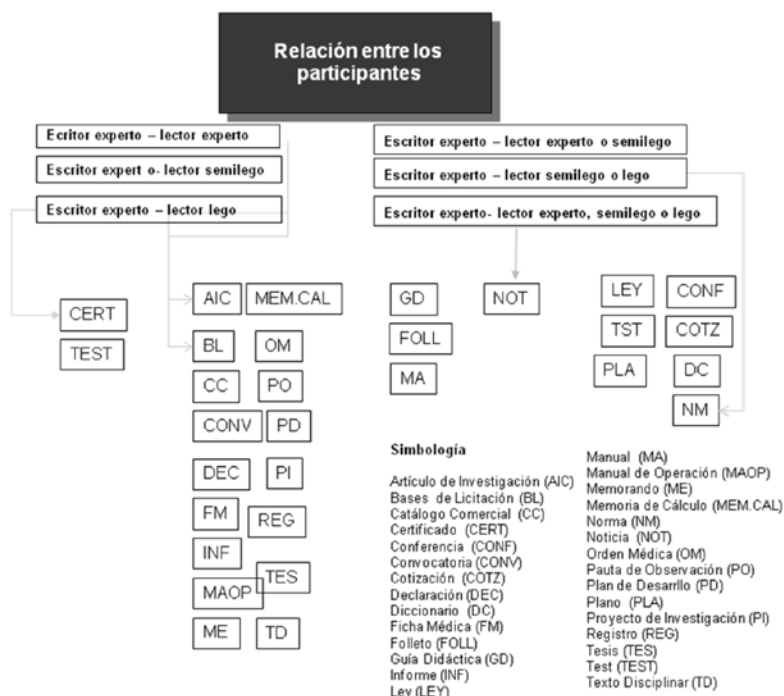 Relación entre los
participantes
Ecritor experto – lector experto
Escritor expert o- lector semilego
Escritor experto – lector lego
Escritor experto – lector experto o semilego
Escritor experto – lector semilego o lego
Escritor experto- lector experto, semilego o lego
CERT
TEST
AIC
MEM.CAL
BL
OM
CC
PO
CONV
PD
DEC
PI
FM
REG
INF
TES
MAOP
ME
TD
GD
FOLL
MA
NOT
LEY
CONF
TST
COTZ
PLA
DC
NM
Simbología
Artículo de Investigación (AIC)
Bases de Licitación (BL)
Catálogo Comercial (CC)
Certificado (CERT)
Conferencia (CONF)
Convocatoria (CONV)
Cotización (COTZ)
Declaración (DEC)
Diccionario (DC)
Ficha Médica (FM)
Folleto (FOLL)
Guía Didáctica (GD)
Informe (INF)
Ley (LEY)
Manual (MA)
Manual de Operación (MAOP)
Memorando (ME)
Memoria de Cálculo (MEM.CAL)
Norma (NM)
Noticia (NOT)
Orden Médica (OM)
Pauta de Observación (PO)
Plan de Desarrllo (PD)
Plano (PLA)
Proyecto de Investigación (PI)
Registro (REG)
Tesis (TES)
Test (TEST)
Texto Disciplinar (TD)